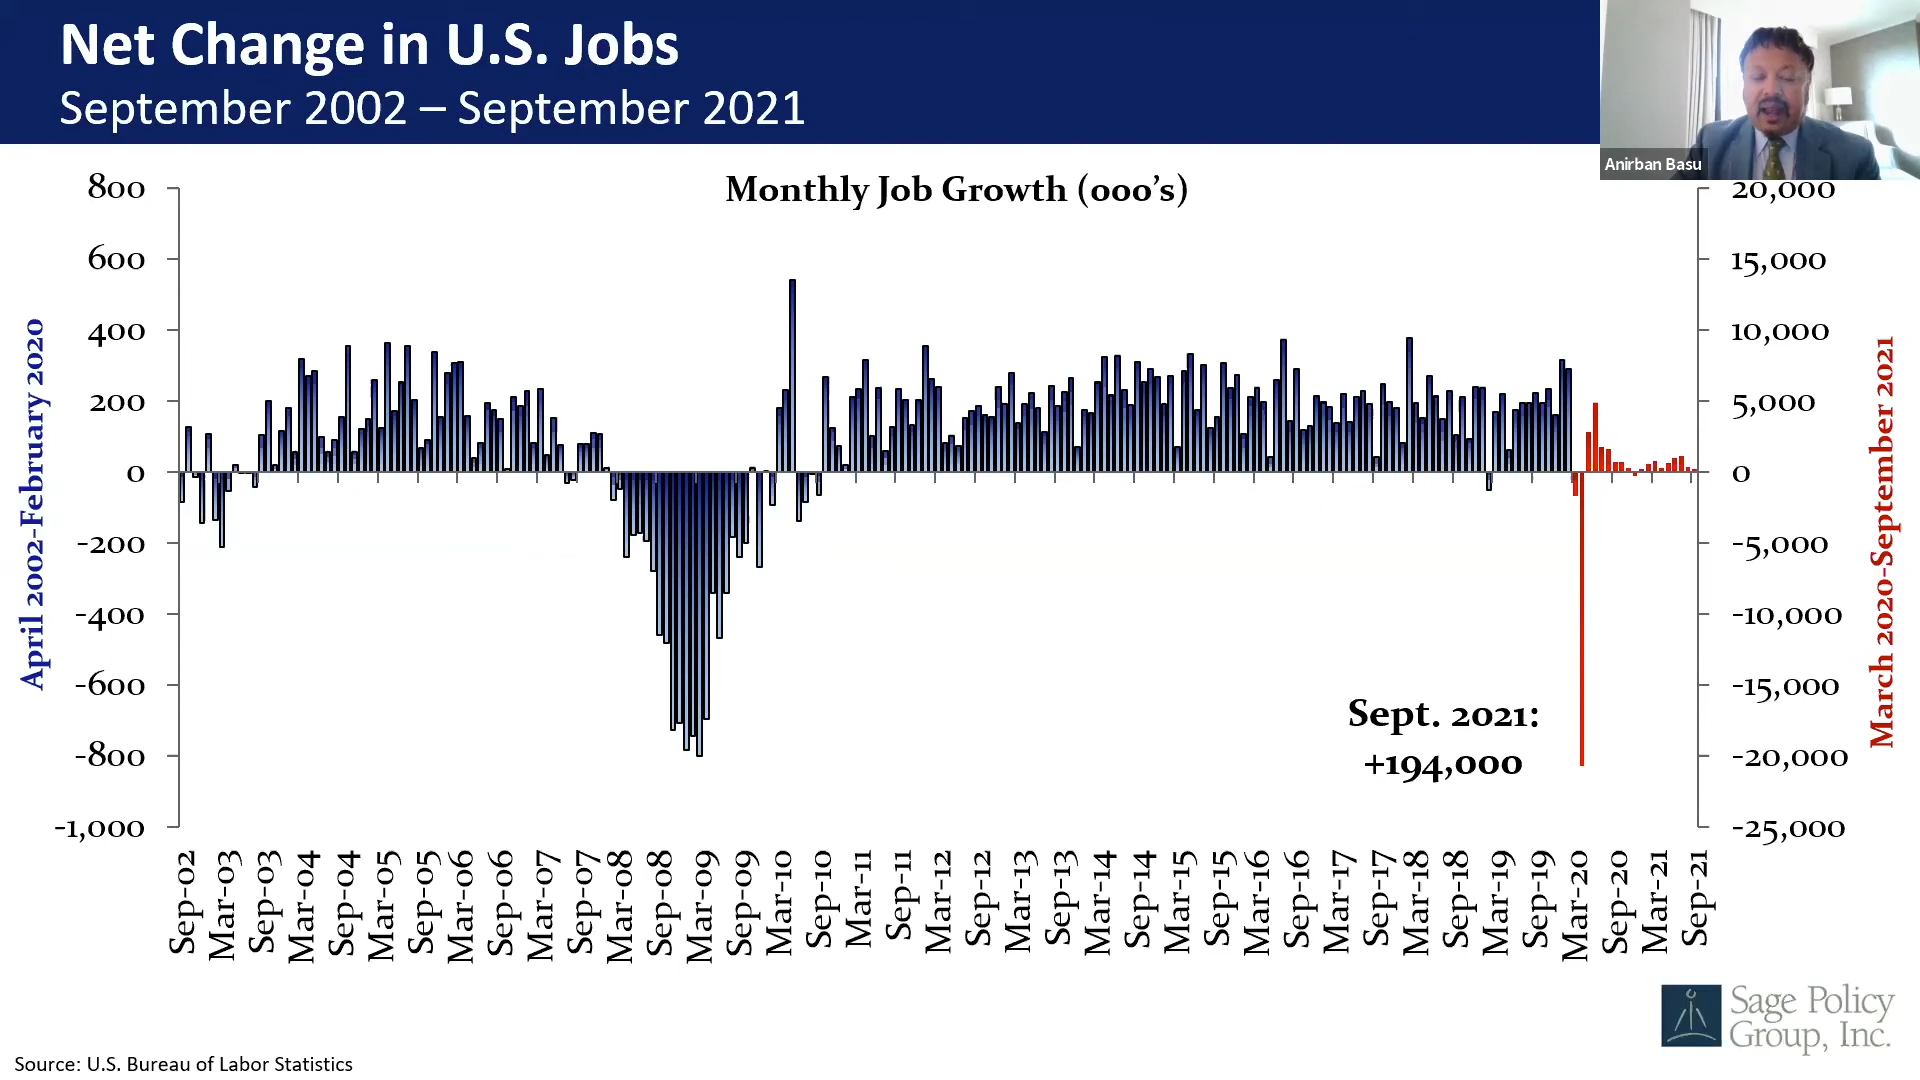 Net Change in U.S. Jobs
September 2002 – September 2021
Anirban Basu
Monthly Job Growth (000's)
800
600
400
200
0
-200
-400
-600
-800
-1,000
April 2002-February 2020
20,000
15,000
10,000
5,000
0
-5,000
-10,000
-15,000
-20,000
-25,000
March 2020-September 2021
Sept. 2021:
+194,000
Sep-02
Mar-03
Sep-03
Mar-04
Sep-04
Mar-05
Sep-05
Mar-06
Sep-06
Mar-07
Sep-07
Mar-08
Sep-08
Mar-09
Sep-09
Mar-10
Sep-10
Mar-11
Sep-11
Mar-12
Sep-12
Mar-13
Sep-13
Mar-14
Sep-14
Mar-15
Sep-15
Mar-16
Sep-16
Mar-17
Sep-17
Mar-18
Sep-18
Mar-19
Sep-19
Mar-20
Sep-20
Mar-21
Sep-21
Sage Policy
Group, Inc.
Source: U.S. Bureau of Labor Statistics